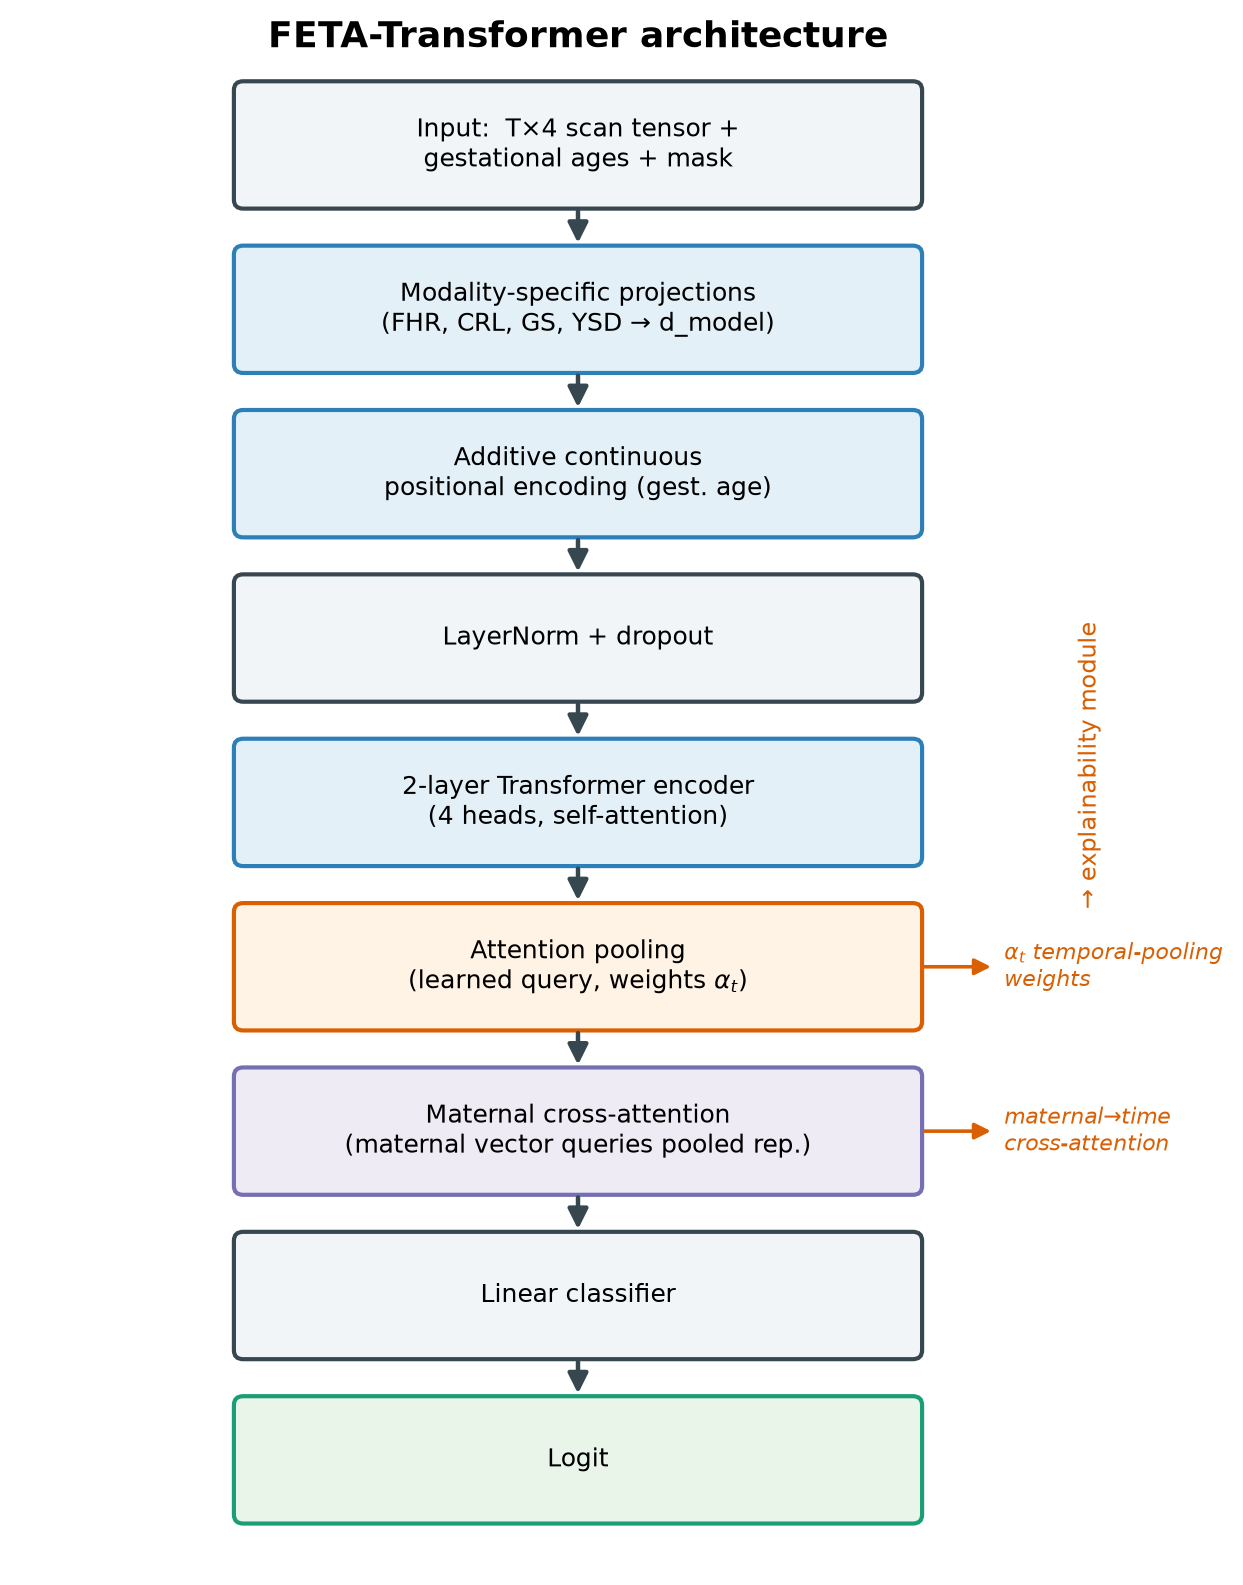 FETA-Transformer architecture
Input:  T×4 scan tensor +
gestational ages + mask
Modality-specific projections
(FHR, CRL, GS, YSD → d_model)
Additive continuous
positional encoding (gest. age)
LayerNorm + dropout
→ explainability module
2-layer Transformer encoder
(4 heads, self-attention)
Attention pooling
(learned query, weights αₜ)
αₜ temporal-pooling
weights
Maternal cross-attention
(maternal vector queries pooled rep.)
maternal→time
cross-attention
Linear classifier
Logit